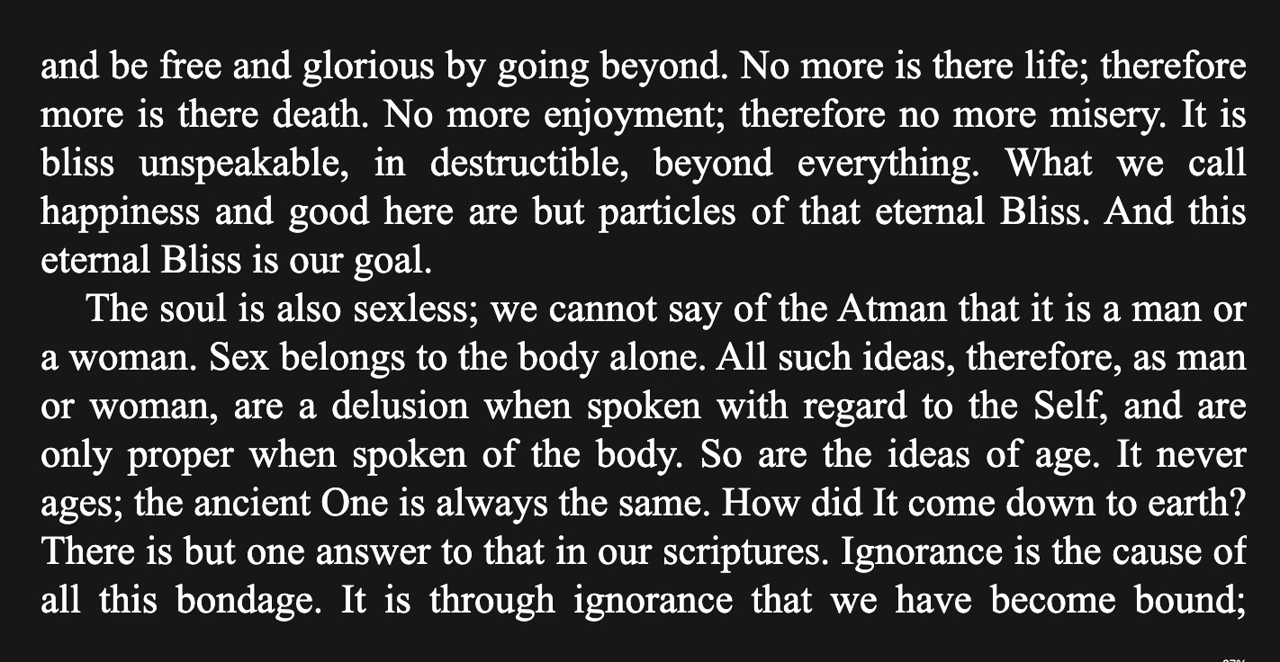 and be free and glorious by going beyond. No more is there life; therefore
more is there death. No more enjoyment; therefore no more misery. It is
bliss unspeakable, in destructible, beyond everything. What we call
happiness and good here are but particles of that eternal Bliss. And this
eternal Bliss is our goal.
The soul is also sexless; we cannot say of the Atman that it is a man or
a woman. Sex belongs to the body alone. All such ideas, therefore, as man
or woman, are a delusion when spoken with regard to the Self, and are
only proper when spoken of the body. So are the ideas of age. It never
ages; the ancient One is always the same. How did It come down to earth?
There is but one answer to that in our scriptures. Ignorance is the cause of
all this bondage. It is through ignorance that we have become bound;